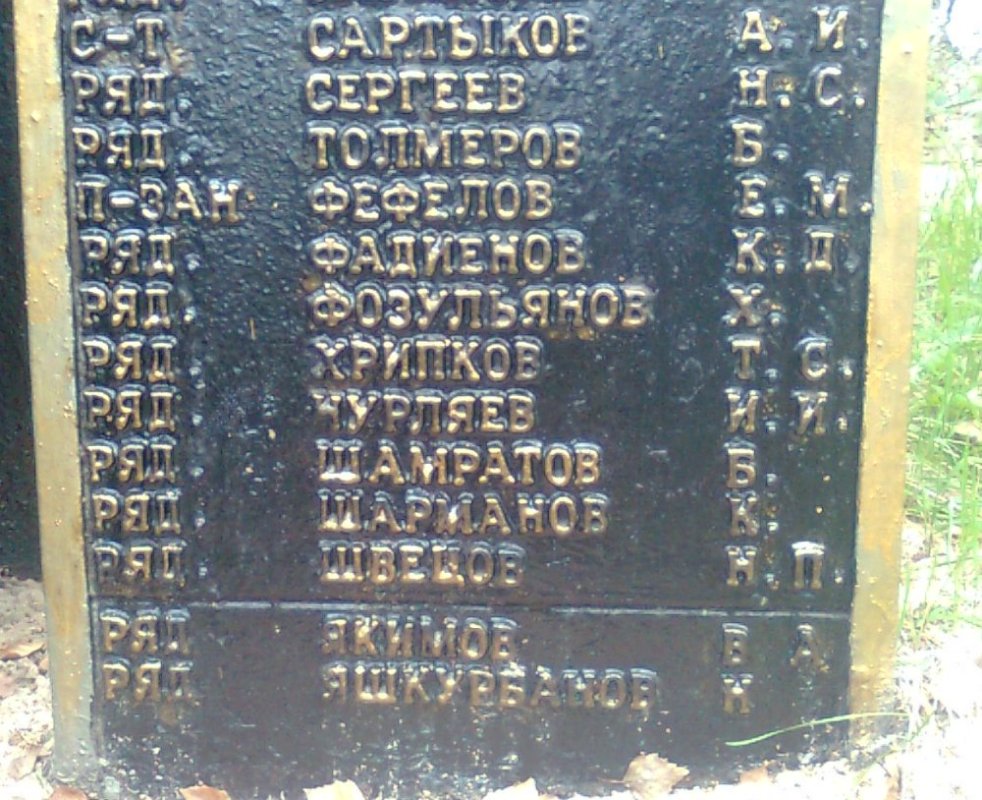 С-Т САРТЫКОВ А. И.
РЯД. СЕРГЕЕВ Н. С.
РЯД ТОЛМЕРОВ Б.
П-ЗАН. ФЕФЕЛОВ Е. М.
РЯД. ФАДИЕНОВ К. Д
РЯД. ФОЗУЛЬЯНОВ Х.
РЯД. ХРИПКОВ Т. С.
РЯД. ЧУРЛЯЕВ И. И.
РЯД. ШАМРАТОВ Б.
РЯД. ШАРМАНОВ К.
РЯД. ШВЕЦОВ Н. П.
РЯД ЯКИМОВ В А
РЯД ЯШКУРБАНОВ Н